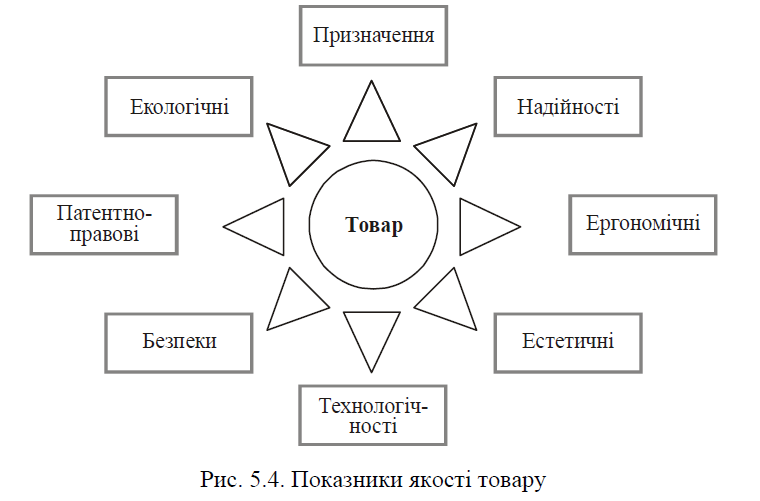 Призначення
Екологічні
Надійності
Патентно-
правові
Товар
Ергономічні
Безпеки
Естетичні
Технологіч-
ності
Рис. 5.4. Показники якості товару